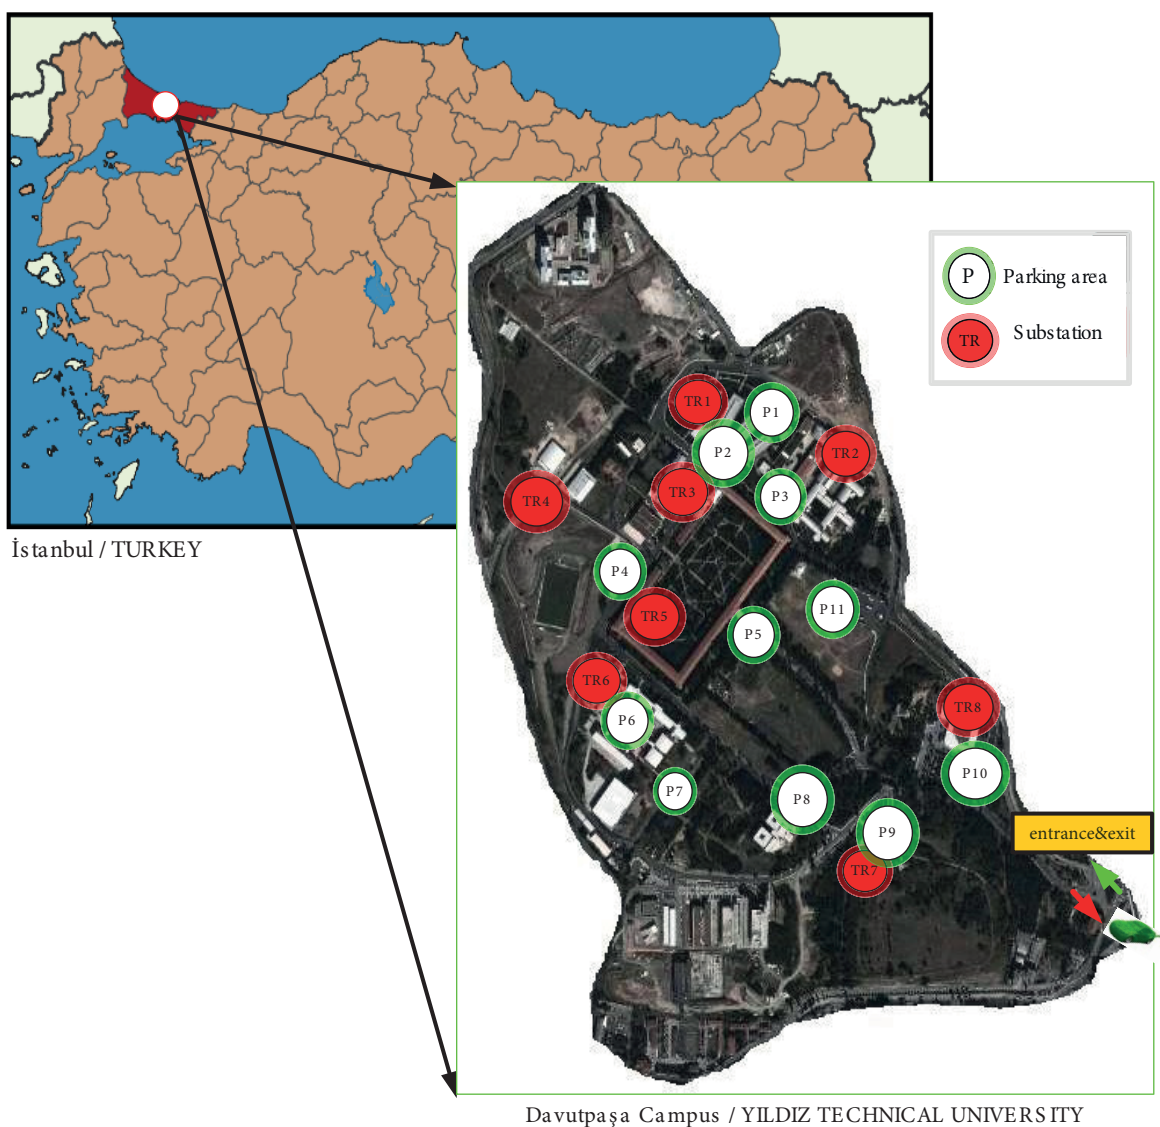 P Parking area
TR Substation
TR1
P1
P2
TR2
TR3
P3
TR4
P4
TR5
P11
P5
TR6
P6
TR8
P10
P7
P8
P9
entrance&exit
TR7
İstanbul / TURKEY
Davutpaşa Campus / YILDIZ TECHNICAL UNIVERSITY